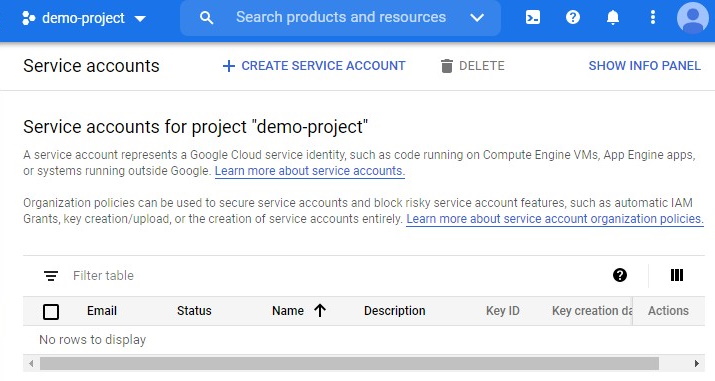 demo-project
Search products and resources
Service accounts
+ CREATE SERVICE ACCOUNT
DELETE
SHOW INFO PANEL
Service accounts for project "demo-project"
A service account represents a Google Cloud service identity, such as code running on Compute Engine VMs, App Engine apps,
or systems running outside Google. Learn more about service accounts.
Organization policies can be used to secure service accounts and block risky service account features, such as automatic IAM
Grants, key creation/upload, or the creation of service accounts entirely. Learn more about service account organization policies.
Filter table
Email Status Name Description Key ID Key creation da Actions
No rows to display